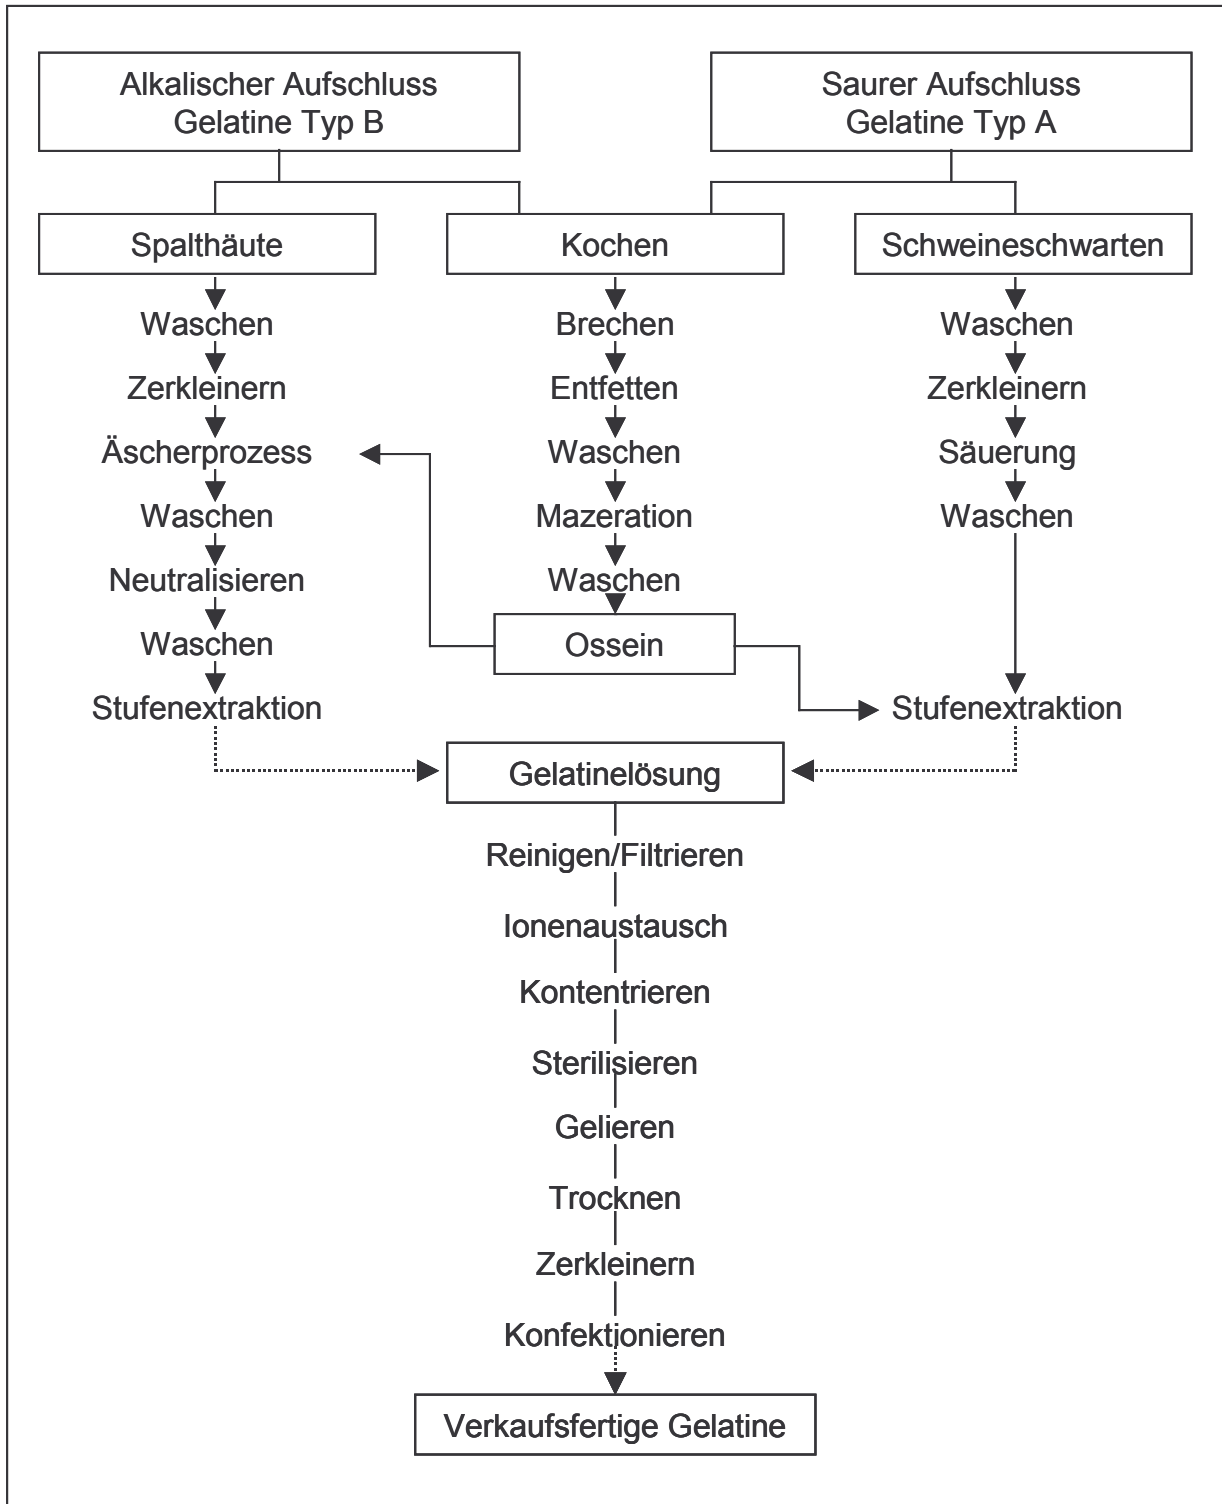 Alkalischer Aufschluss
Gelatine Typ B
Saurer Aufschluss
Gelatine Typ A
Spalthäute
Kochen
Schweineschwarten
Waschen
Brechen
Waschen
Zerkleinern
Entfetten
Zerkleinern
Äscherprozess
Waschen
Säuerung
Waschen
Mazeration
Waschen
Neutralisieren
Waschen
Waschen
Ossein
Stufenextraktion
Stufenextraktion
Gelatinelösung
Reinigen/Filtrieren
Ionenaustausch
Kontentrieren
Sterilisieren
Gelieren
Trocknen
Zerkleinern
Konfektionieren
Verkaufsfertige Gelatine